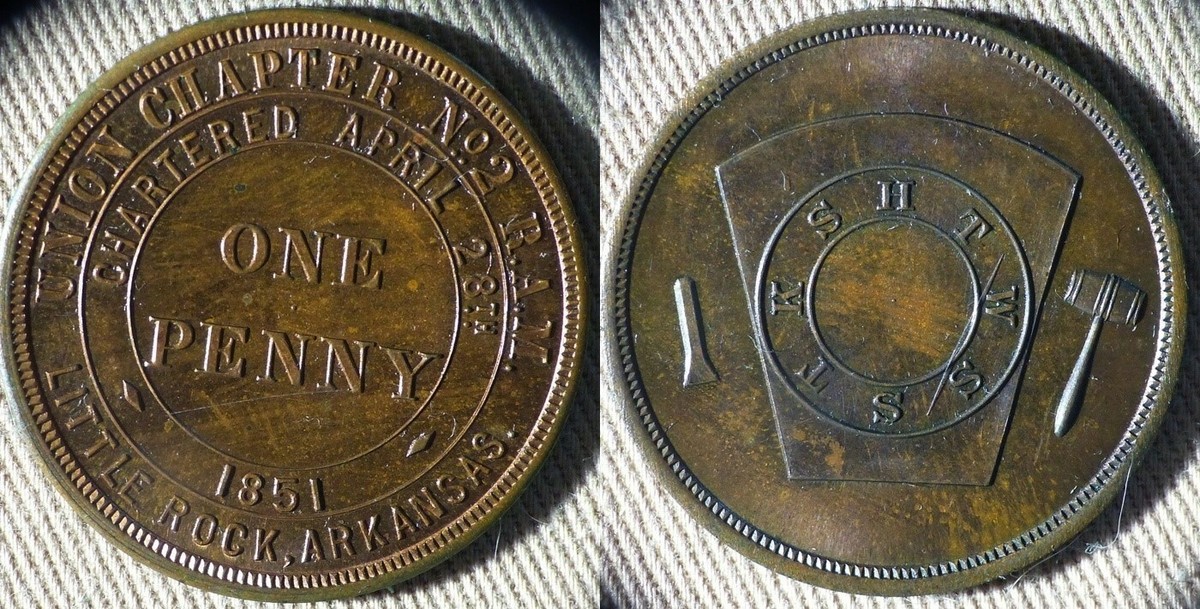 UNION CHAPTER No. 2 R.A.M.
CHARTERED APRIL 28TH
ONE
PENNY
1851
LITTLE ROCK, ARKANSAS.
H T W S S T K S